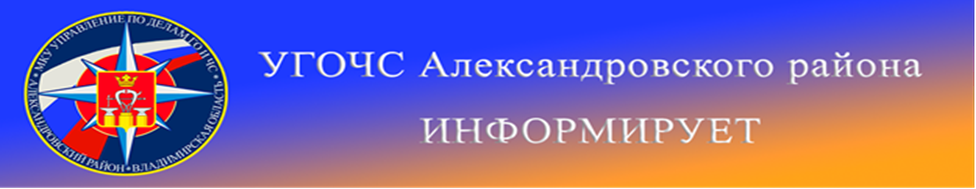 МКУ УПРАВЛЕНИЕ ПО ДЕЛАМ ГО И ЧС
АЛЕКСАНДРОВСКИЙ РАЙОН • ВЛАДИМИРСКАЯ ОБЛАСТЬ
УГОЧС Александровского района
ИНФОРМИРУЕТ